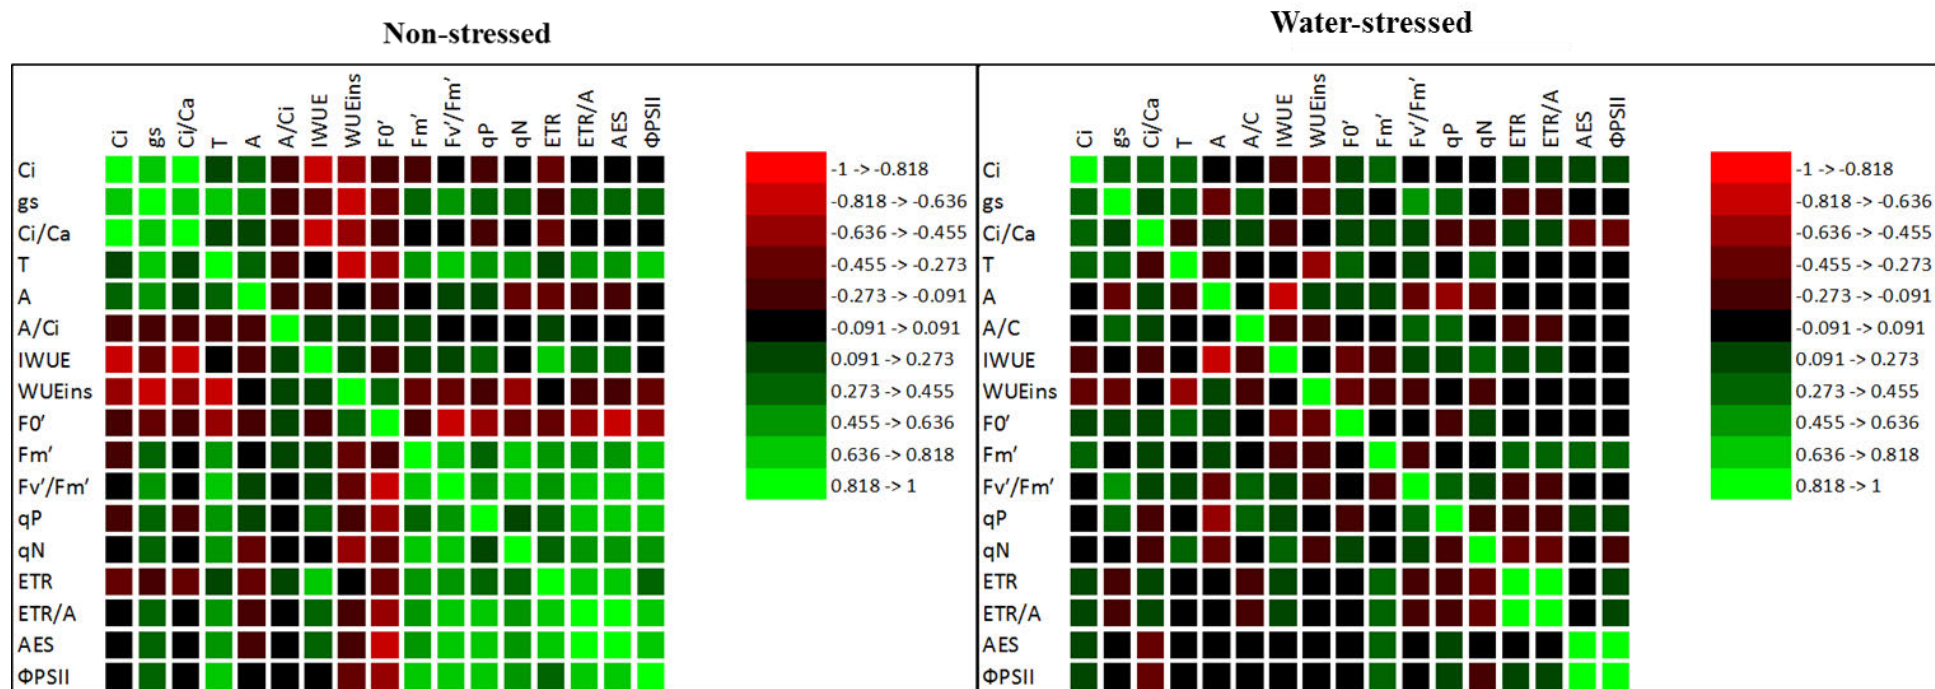 Non-stressed
Ci gs Ci/Ca T A A/Ci IWUE WUEins F0′ Fm′ Fv′/Fm′ qP qN ETR ETR/A AES ΦPSII
Ci
gs
Ci/Ca
T
A
A/Ci
IWUE
WUEins
F0′
Fm′
Fv′/Fm′
qP
qN
ETR
ETR/A
AES
ΦPSII
-1 -> -0.818
-0.818 -> -0.636
-0.636 -> -0.455
-0.455 -> -0.273
-0.273 -> -0.091
-0.091 -> 0.091
0.091 -> 0.273
0.273 -> 0.455
0.455 -> 0.636
0.636 -> 0.818
0.818 -> 1
Water-stressed
Ci gs Ci/Ca T A A/C IWUE WUEins F0′ Fm′ Fv′/Fm′ qP qN ETR ETR/A AES ΦPSII
Ci
gs
Ci/Ca
T
A
A/C
IWUE
WUEins
F0′
Fm′
Fv′/Fm′
qP
qN
ETR
ETR/A
AES
ΦPSII
-1 -> -0.818
-0.818 -> -0.636
-0.636 -> -0.455
-0.455 -> -0.273
-0.273 -> -0.091
-0.091 -> 0.091
0.091 -> 0.273
0.273 -> 0.455
0.455 -> 0.636
0.636 -> 0.818
0.818 -> 1